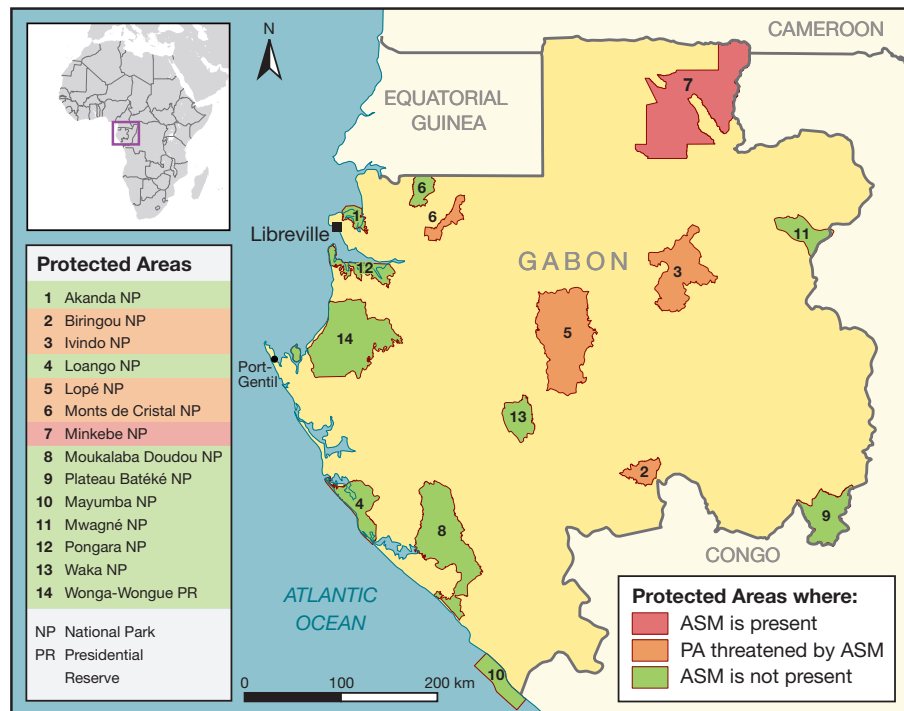 CAMEROON
N
EQUATORIAL
GUINEA
7
6
6
1
Libreville
11
12
GABON
3
14
5
Port-
Gentil
13
2
4
8
9
CONGO
ATLANTIC
OCEAN
10
0 100 200 km
Protected Areas
1 Akanda NP
2 Biringou NP
3 Ivindo NP
4 Loango NP
5 Lopé NP
6 Monts de Cristal NP
7 Minkebe NP
8 Moukalaba Doudou NP
9 Plateau Batéké NP
10 Mayumba NP
11 Mwagné NP
12 Pongara NP
13 Waka NP
14 Wonga-Wongue PR
NP National Park
PR Presidential
Reserve
Protected Areas where:
ASM is present
PA threatened by ASM
ASM is not present